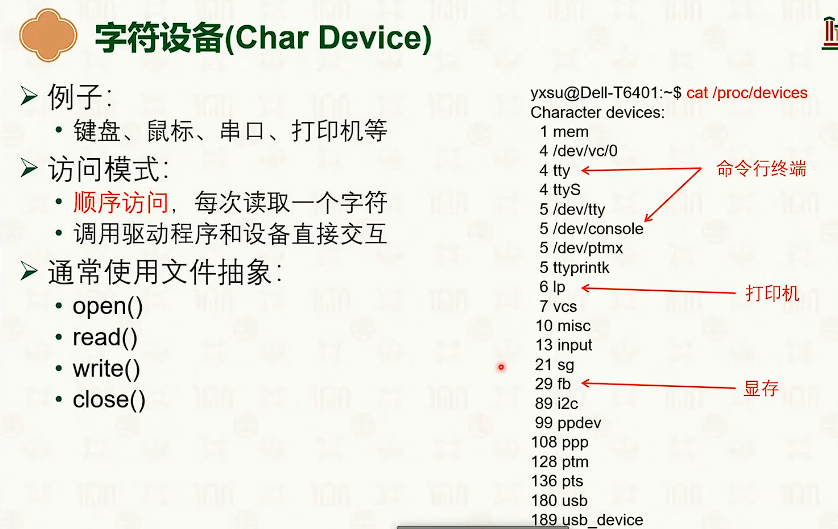 字符设备(Char Device)
例子：
键盘、鼠标、串口、打印机等
访问模式：
顺序访问，每次读取一个字符
调用驱动程序和设备直接交互
通常使用文件抽象：
open()
read()
write()
close()
yxsu@Dell-T6401:~$ cat /proc/devices
Character devices:
1 mem
4 /dev/vc/0
4 tty
4 ttyS
5 /dev/tty
5 /dev/console
5 /dev/ptmx
5 ttyprintk
6 lp
7 vcs
10 misc
13 input
21 sg
29 fb
89 i2c
99 ppdev
108 ppp
128 ptm
136 pts
180 usb
189 usb_device
命令行终端
打印机
显存